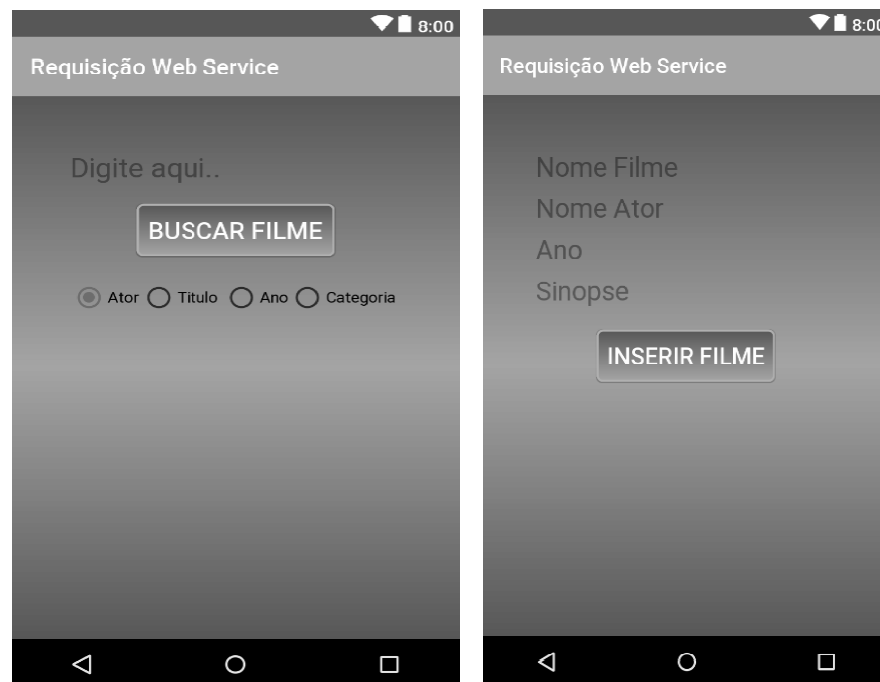 8:00
Requisição Web Service
Digite aqui..
BUSCAR FILME
Ator Titulo Ano Categoria
8:00
Requisição Web Service
Nome Filme
Nome Ator
Ano
Sinopse
INSERIR FILME